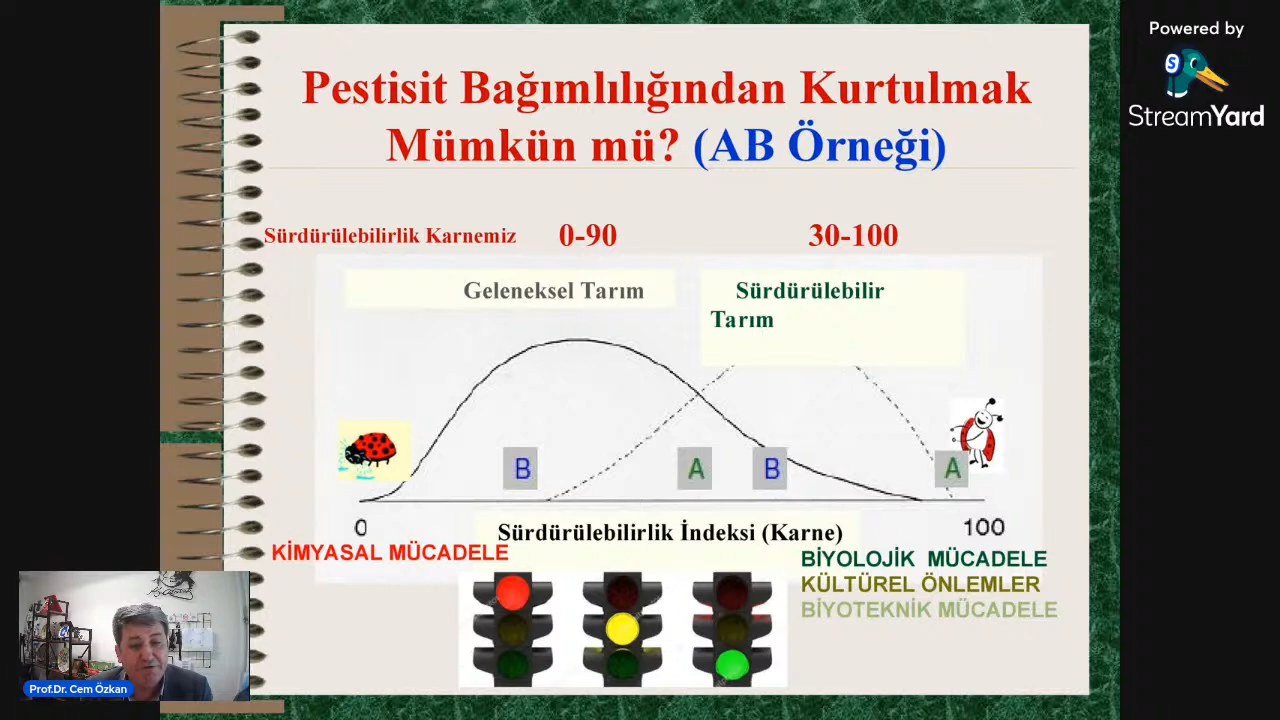 Powered by
StreamYard
Pestisit Bağımlılığından Kurtulmak
Mümkün mü? (AB Örneği)
Sürdürülebilirlik Karnemiz 0-90 30-100
Geleneksel Tarım
Sürdürülebilir
Tarım
B A B A
0 100
Sürdürülebilirlik İndeksi (Karne)
KİMYASAL MÜCADELE
BİYOLOJİK MÜCADELE
KÜLTÜREL ÖNLEMLER
BİYOTEKNİK MÜCADELE
Prof.Dr. Cem Özkan